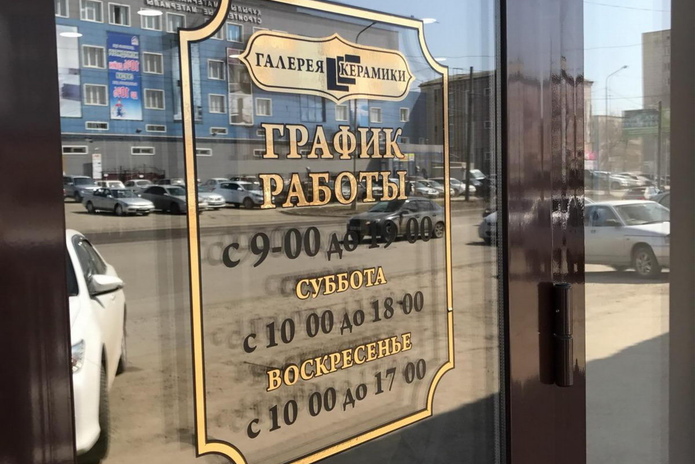 ГАЛЕРЕЯ КЕРАМИКИ
ГРАФИК
РАБОТЫ
с 9-00 до 19 00
СУББОТА
с 10 00 до 18 00
ВОСКРЕСЕНЬЕ
с 10 00 до 17 00